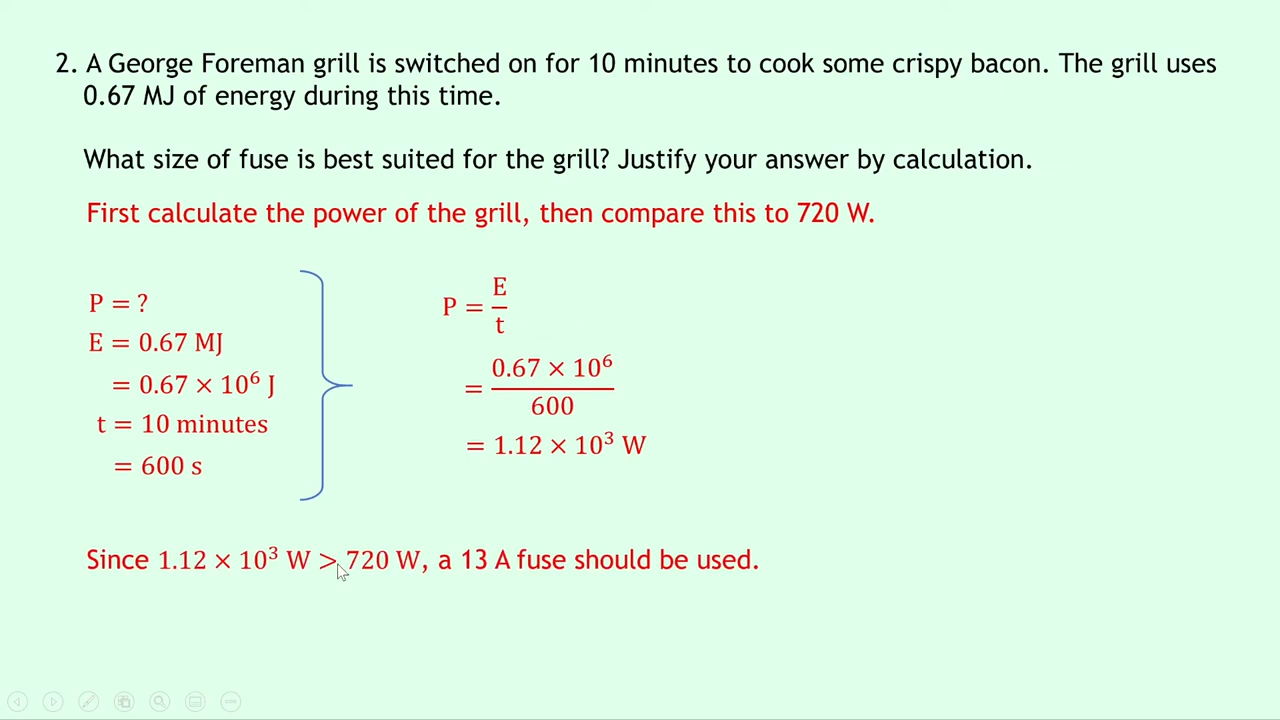 2. A George Foreman grill is switched on for 10 minutes to cook some crispy bacon. The grill uses
0.67 MJ of energy during this time.
What size of fuse is best suited for the grill? Justify your answer by calculation.
First calculate the power of the grill, then compare this to 720 W.
P = ?
E = 0.67 MJ
= 0.67 × 10⁶ J
t = 10 minutes
= 600 s
P = E/t
= 0.67 × 10⁶/600
= 1.12 × 10³ W
Since 1.12 × 10³ W > 720 W, a 13 A fuse should be used.